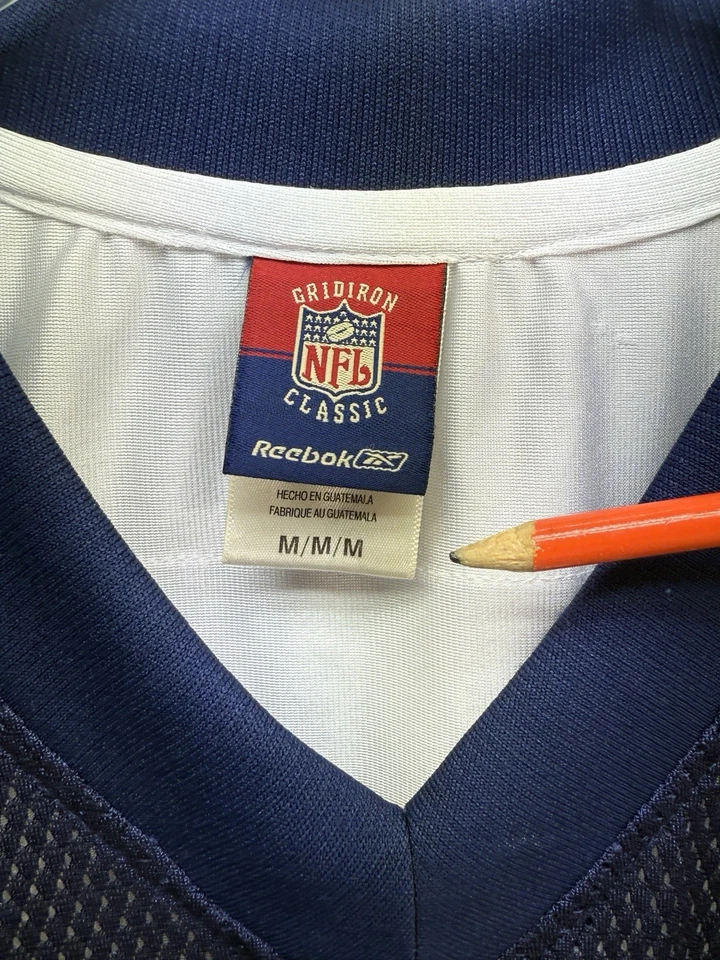 GRIDIRON
NFL
CLASSIC
Reebok
HECHO EN GUATEMALA
FABRIQUE AU GUATEMALA
M/M/M